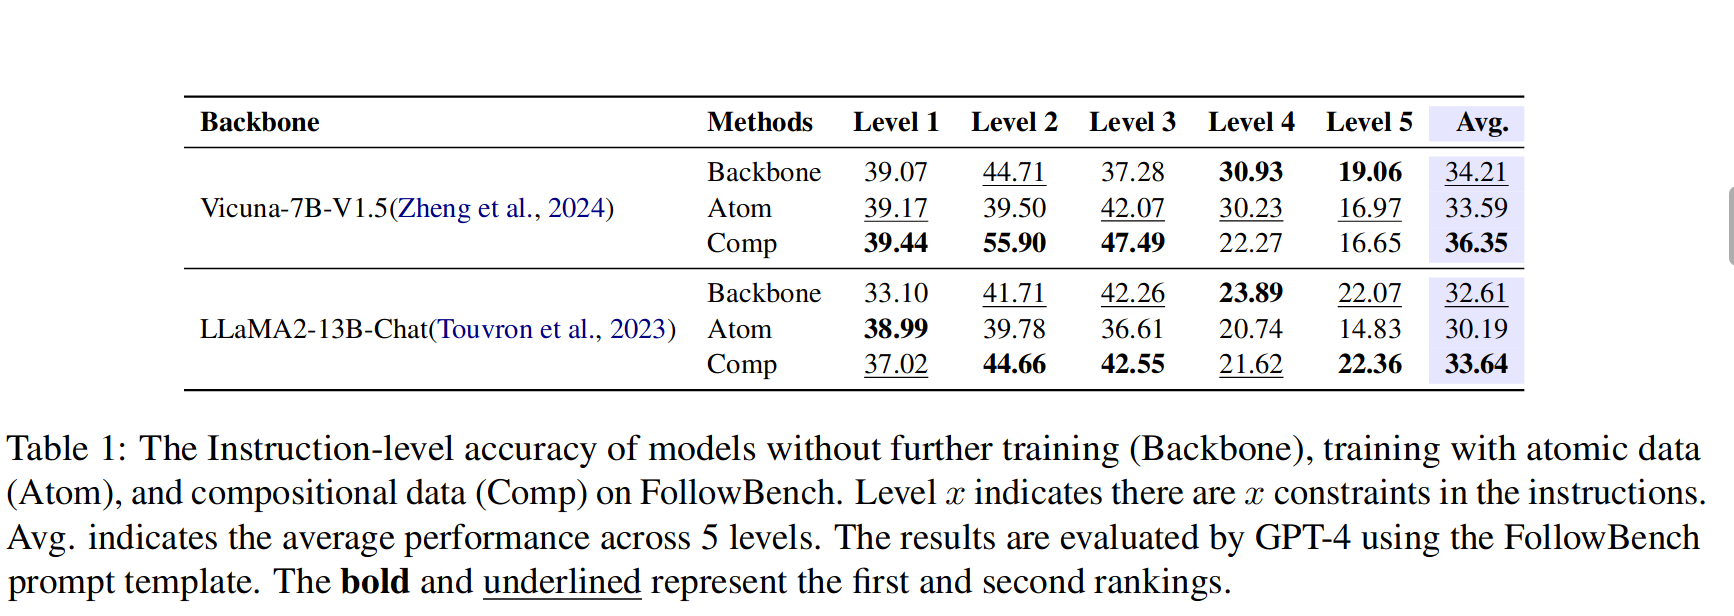 Backbone Methods Level 1 Level 2 Level 3 Level 4 Level 5 Avg.
Backbone 39.07 44.71 37.28 30.93 19.06 34.21
Vicuna-7B-V1.5(Zheng et al., 2024) Atom 39.17 39.50 42.07 30.23 16.97 33.59
Comp 39.44 55.90 47.49 22.27 16.65 36.35
Backbone 33.10 41.71 42.26 23.89 22.07 32.61
LLaMA2-13B-Chat(Touvron et al., 2023) Atom 38.99 39.78 36.61 20.74 14.83 30.19
Comp 37.02 44.66 42.55 21.62 22.36 33.64
Table 1: The Instruction-level accuracy of models without further training (Backbone), training with atomic data
(Atom), and compositional data (Comp) on FollowBench. Level x indicates there are x constraints in the instructions.
Avg. indicates the average performance across 5 levels. The results are evaluated by GPT-4 using the FollowBench
prompt template. The bold and underlined represent the first and second rankings.